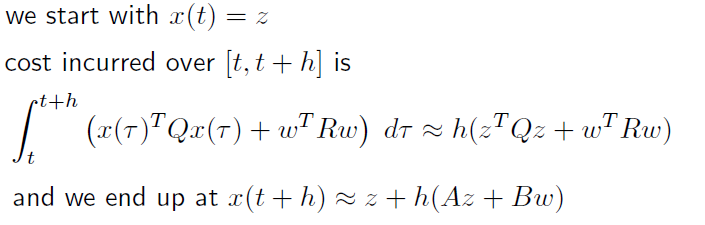 we start with x(t) = z
cost incurred over [t, t + h] is
∫_t^{t+h} (x(τ)^T Qx(τ) + w^T Rw) dτ ≈ h(z^T Qz + w^T Rw)
and we end up at x(t + h) ≈ z + h(Az + Bw)